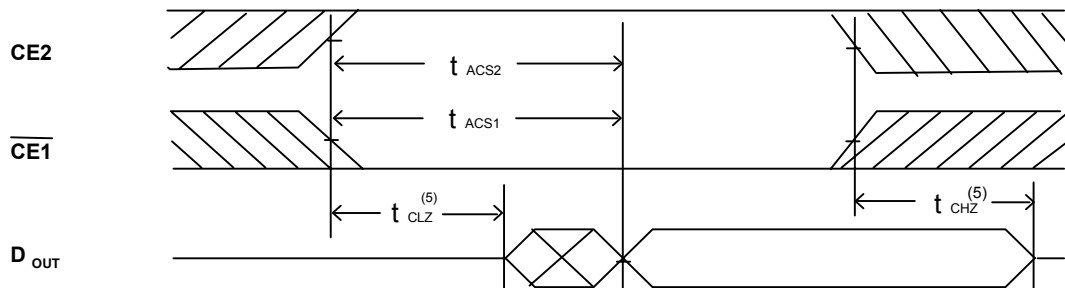 CE2
t ACS2
t ACS1
CE1
t CLZ (5)
t CHZ (5)
D OUT